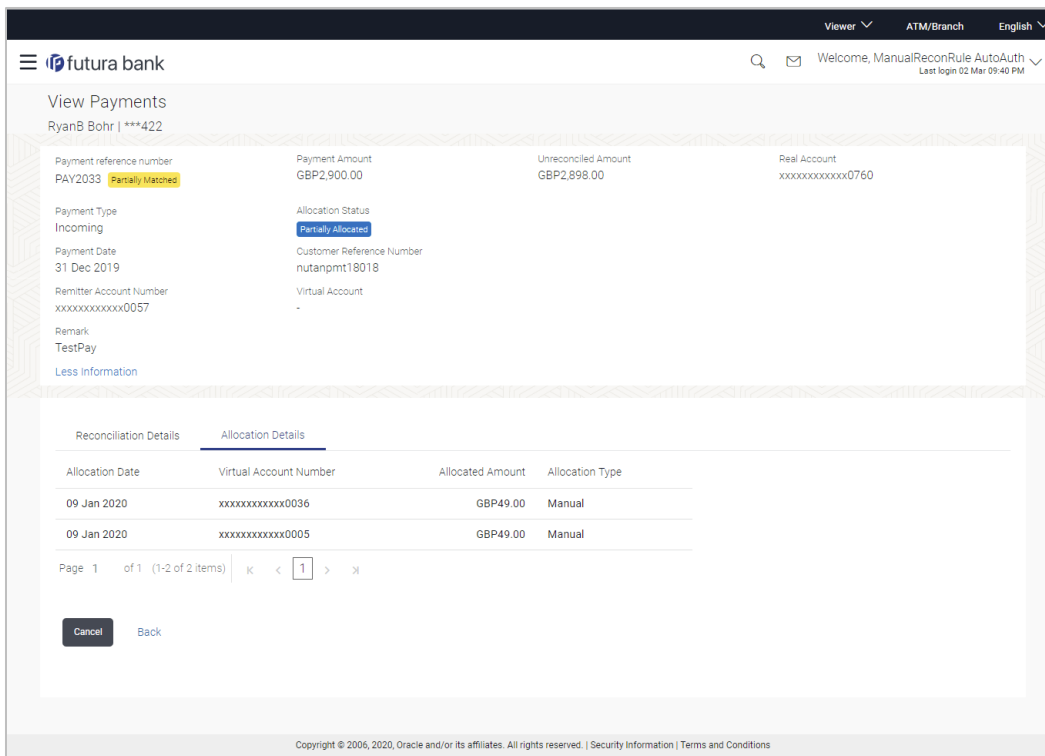 Viewer ATM/Branch English
futura bank Welcome, ManualReconRule AutoAuth
Last login 02 Mar 09:40 PM
View Payments
RyanB Bohr | ***422
Payment reference number Payment Amount Unreconciled Amount Real Account
PAY2033 Partially Matched GBP2,900.00 GBP2,898.00 xxxxxxxxxxxx0760
Payment Type Allocation Status
Incoming Partially Allocated
Payment Date Customer Reference Number
31 Dec 2019 nutanpmt18018
Remitter Account Number Virtual Account
xxxxxxxxxxxx0057 -
Remark
TestPay
Less Information
Reconciliation Details Allocation Details
Allocation Date Virtual Account Number Allocated Amount Allocation Type
09 Jan 2020 xxxxxxxxxxxx0036 GBP49.00 Manual
09 Jan 2020 xxxxxxxxxxxx0005 GBP49.00 Manual
Page 1 of 1 (1-2 of 2 items) K < 1 > X
Cancel Back
Copyright © 2006, 2020, Oracle and/or its affiliates. All rights reserved. | Security Information | Terms and Conditions